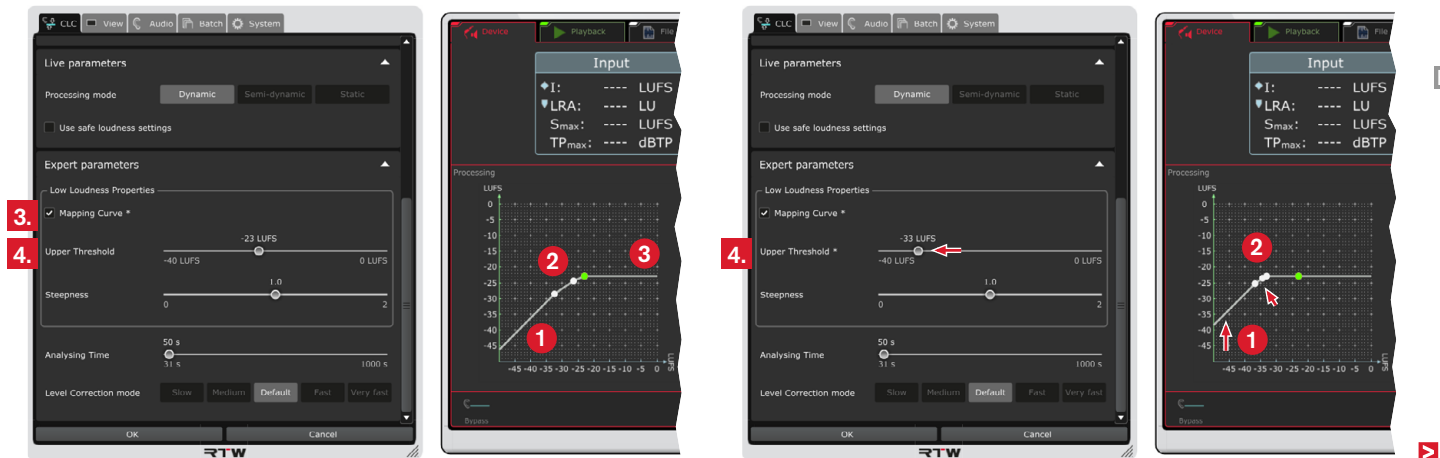 CLC View Audio Batch System
Live parameters
Processing mode Dynamic Semi-dynamic Static
Use safe loudness settings
Expert parameters
Low Loudness Properties
3. Mapping Curve *
-23 LUFS
4. Upper Threshold
-40 LUFS 0 LUFS
1.0
Steepness
0 2
50 s
Analysing Time
31 s 1000 s
Level Correction mode Slow Medium Default Fast Very fast
OK Cancel
RTW
Device Playback File
Input
I: ---- LUFS
LRA: ---- LU
Smax: ---- LUFS
TPmax: ---- dBTP
Processing
LUFS
0
-5
-10
-15
-20
-25
-30
-35
-40
-45
1
2
3
-45 -40 -35 -30 -25 -20 -15 -10 -5 0 LUFS
Bypass
CLC View Audio Batch System
Live parameters
Processing mode Dynamic Semi-dynamic Static
Use safe loudness settings
Expert parameters
Low Loudness Properties
Mapping Curve *
-33 LUFS
4. Upper Threshold *
-40 LUFS 0 LUFS
1.0
Steepness
0 2
50 s
Analysing Time
31 s 1000 s
Level Correction mode Slow Medium Default Fast Very fast
OK Cancel
RTW
Device Playback File
Input
I: ---- LUFS
LRA: ---- LU
Smax: ---- LUFS
TPmax: ---- dBTP
Processing
LUFS
0
-5
-10
-15
-20
-25
-30
-35
-40
-45
2
1
-45 -40 -35 -30 -25 -20 -15 -10 -5 0 LUFS
Bypass